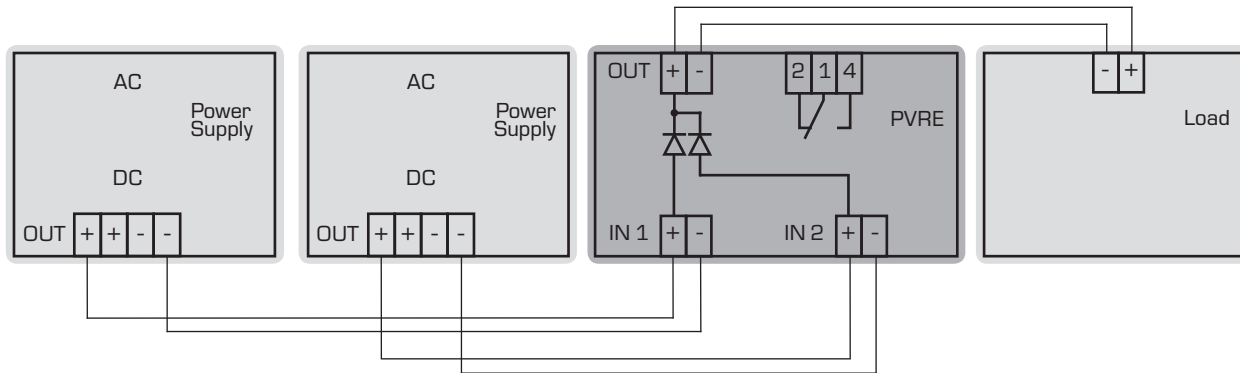 AC
Power
Supply
DC
OUT + + - -
AC
Power
Supply
DC
OUT + + - -
OUT + -
2 1 4
PVRE
IN 1 + -
IN 2 + -
- +
Load